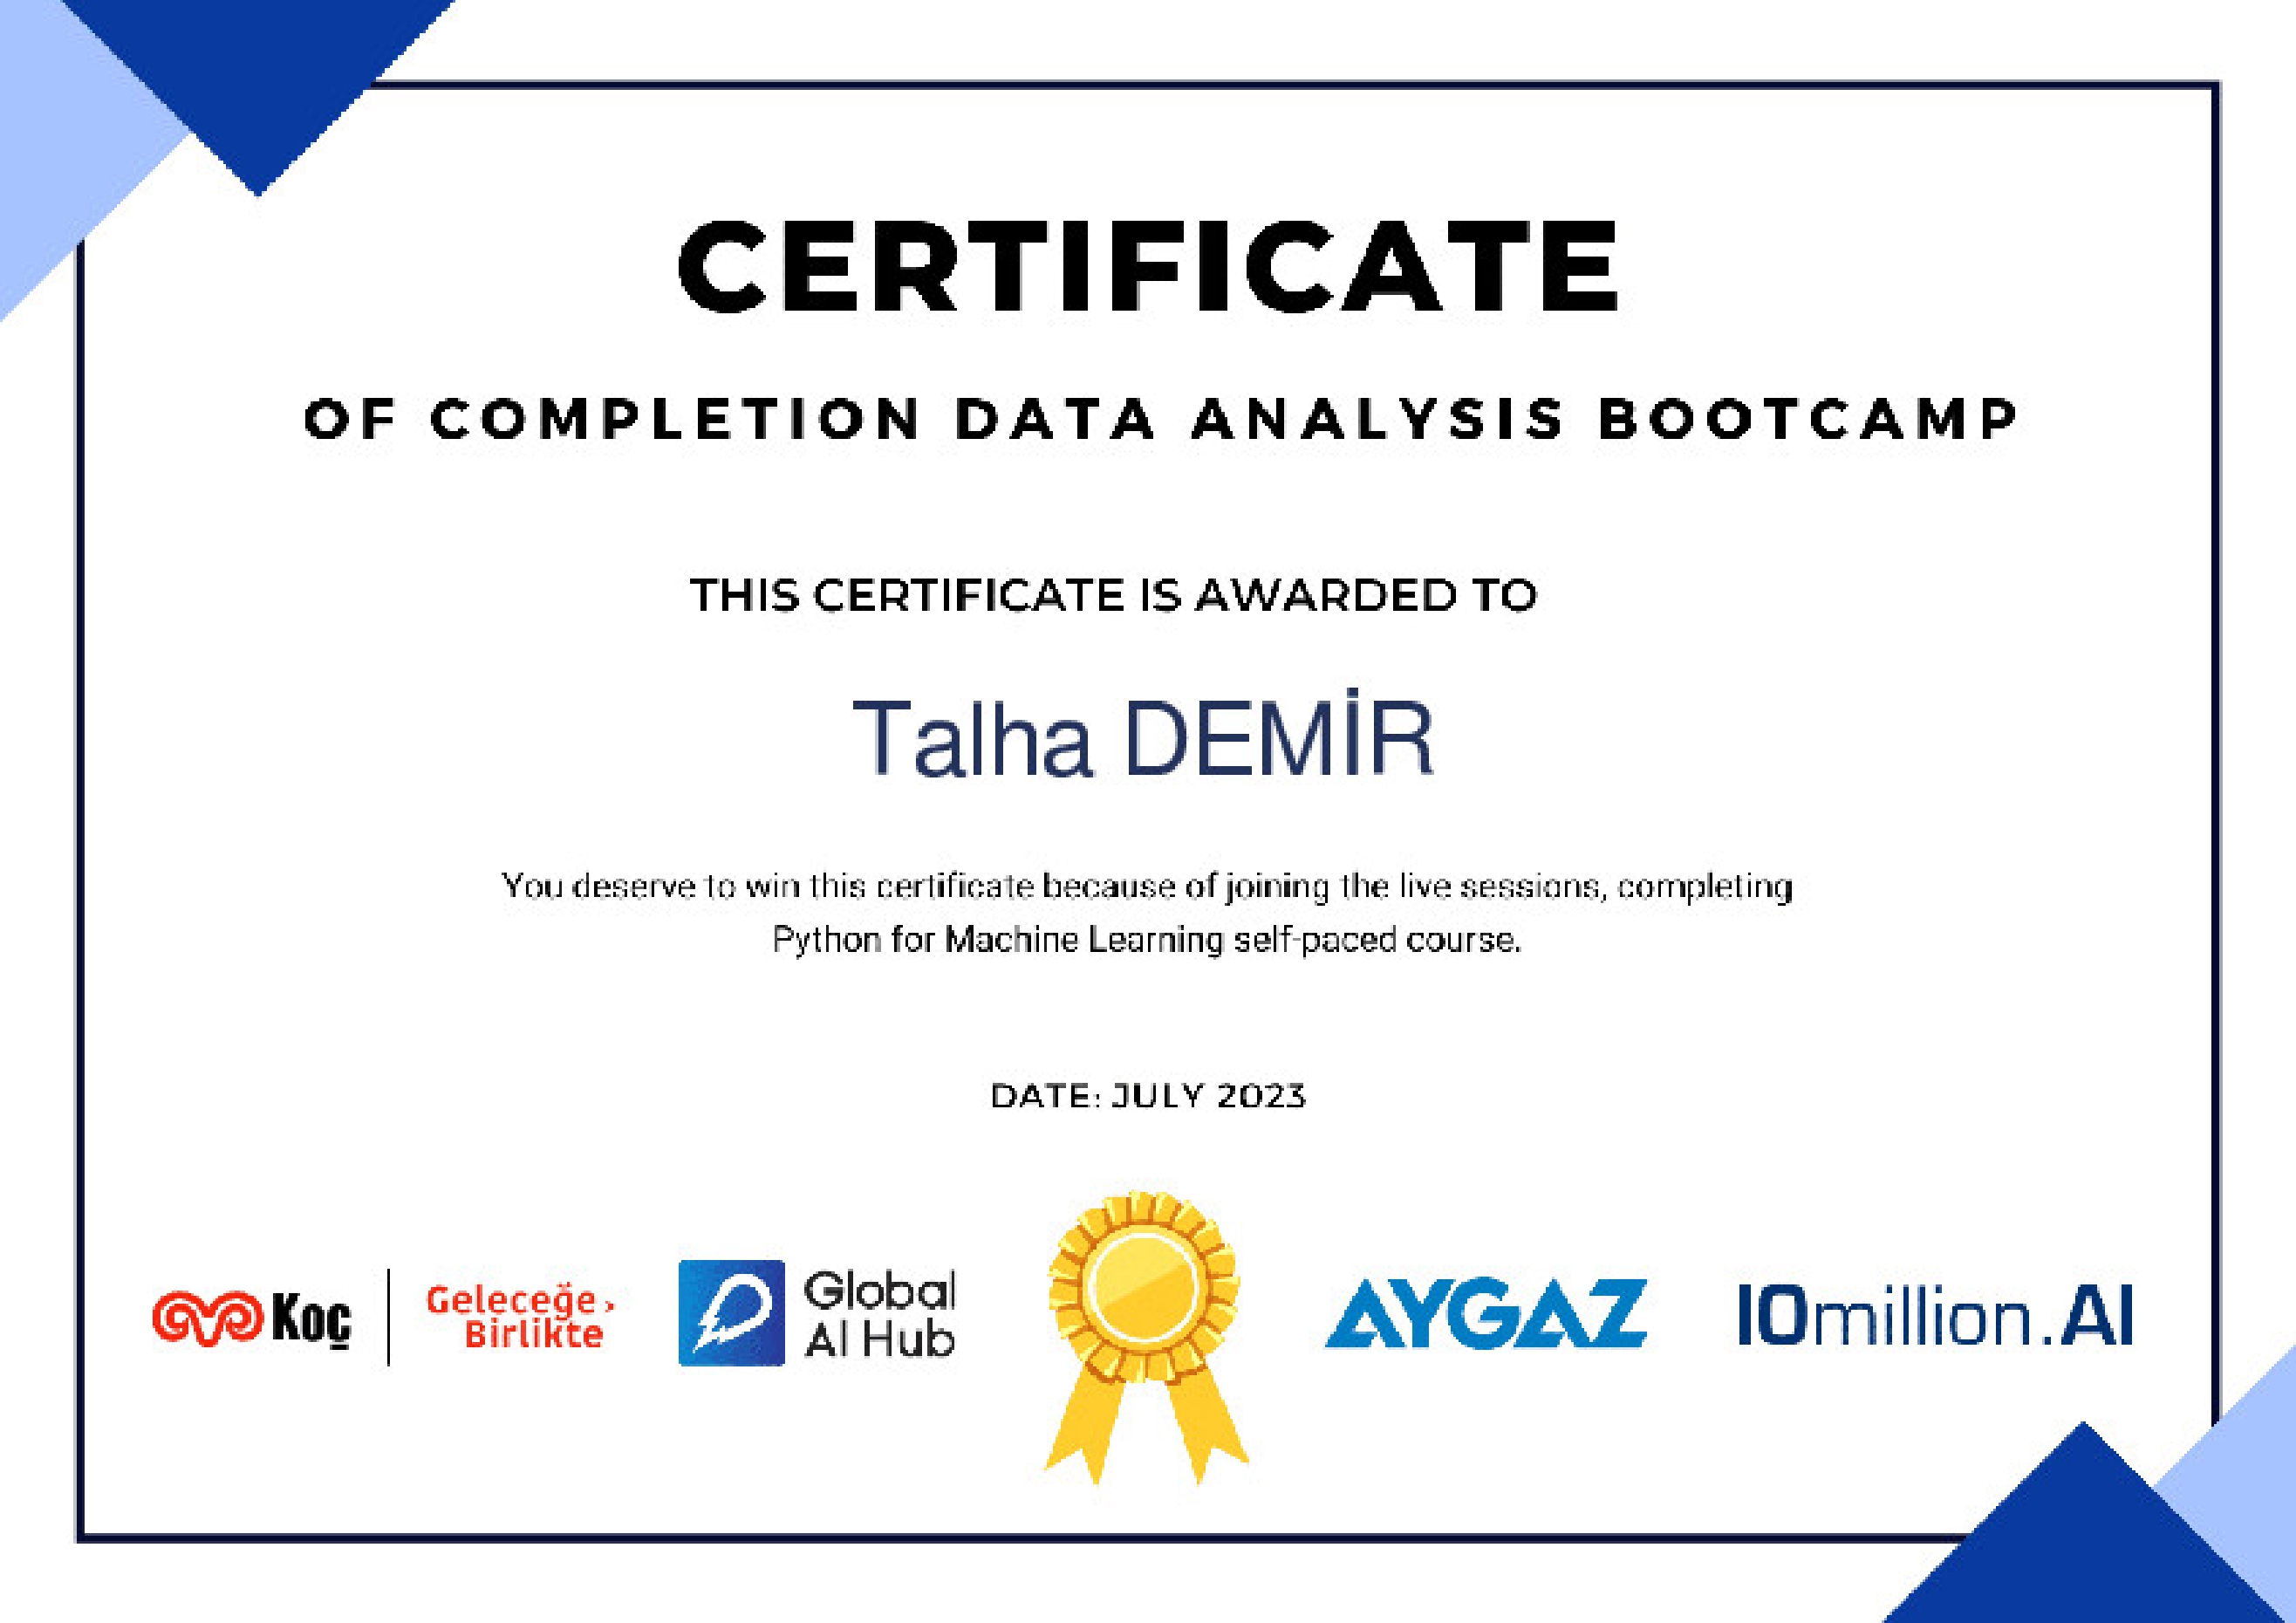 CERTIFICATE
OF COMPLETION DATA ANALYSIS BOOTCAMP
THIS CERTIFICATE IS AWARDED TO
Talha DEMİR
You deserve to win this certificate because of joining the live sessions, completing
Python for Machine Learning self-paced course.
DATE: JULY 2023
Koç
Geleceğe
Birlikte
Global
AI Hub
AYGAZ
10million.AI